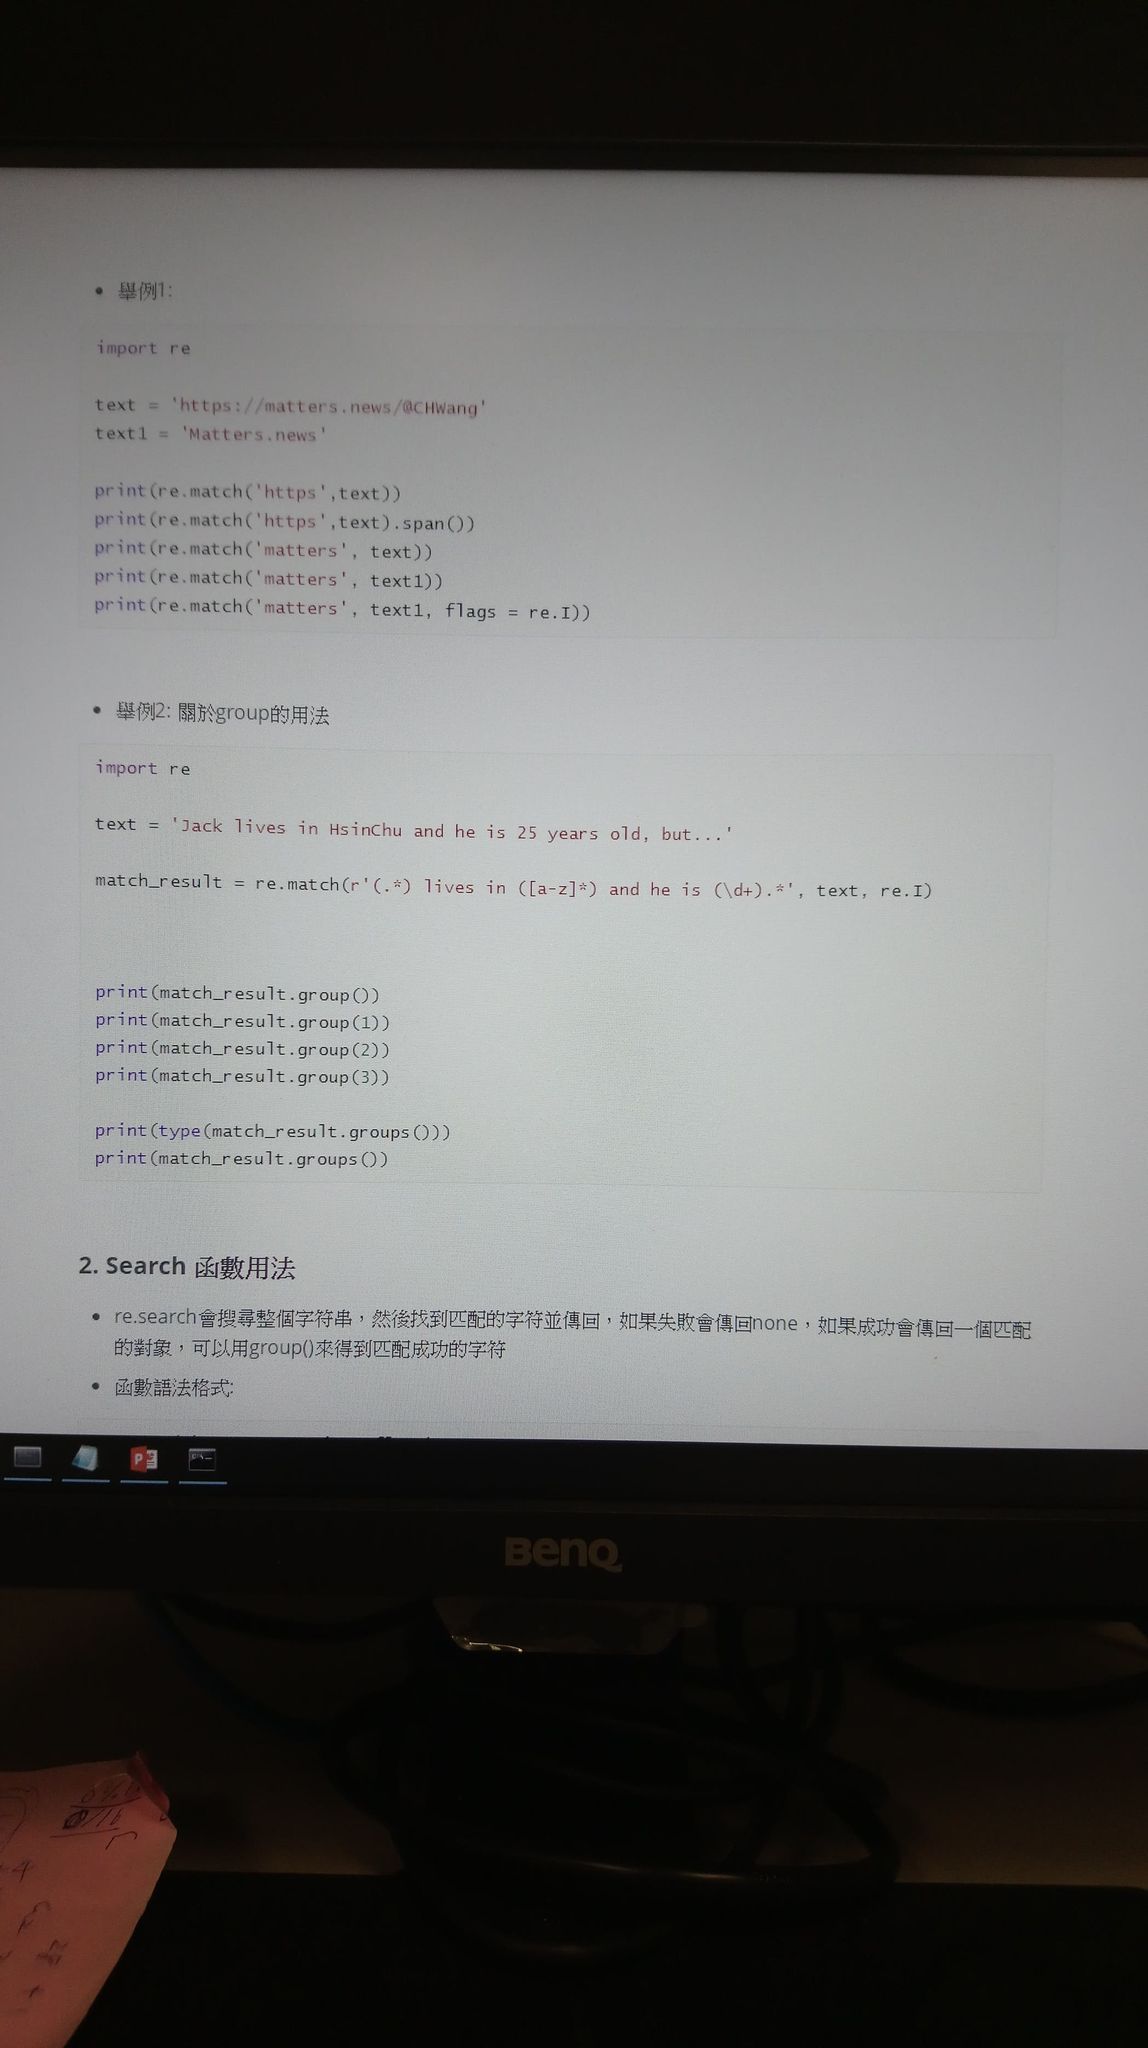 舉例1:
import re
text = 'https://matters.news/@CHWang'
text1 = 'Matters.news'
print(re.match('https',text))
print(re.match('https',text).span())
print(re.match('matters', text))
print(re.match('matters', text1))
print(re.match('matters', text1, flags = re.I))
舉例2: 關於group的用法
import re
text = 'Jack lives in HsinChu and he is 25 years old, but...'
match_result = re.match(r'(.*) lives in ([a-z]*) and he is (\d+).*', text, re.I)
print(match_result.group())
print(match_result.group(1))
print(match_result.group(2))
print(match_result.group(3))
print(type(match_result.groups()))
print(match_result.groups())
2. Search 函數用法
re.search會搜尋整個字符串，然後找到匹配的字符並傳回，如果失敗會傳回none，如果成功會傳回一個匹配
的對象，可以用group()來得到匹配成功的字符
函數語法格式:
BenQ